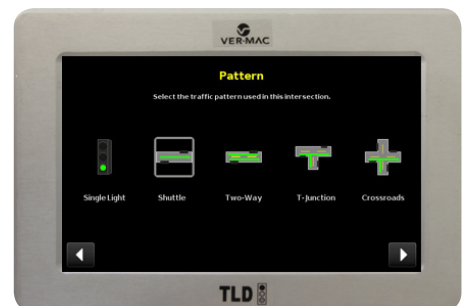 VER-MAC
Pattern
Select the traffic pattern used in this intersection.
Single Light
Shuttle
Two-Way
T-Junction
Crossroads
TLD